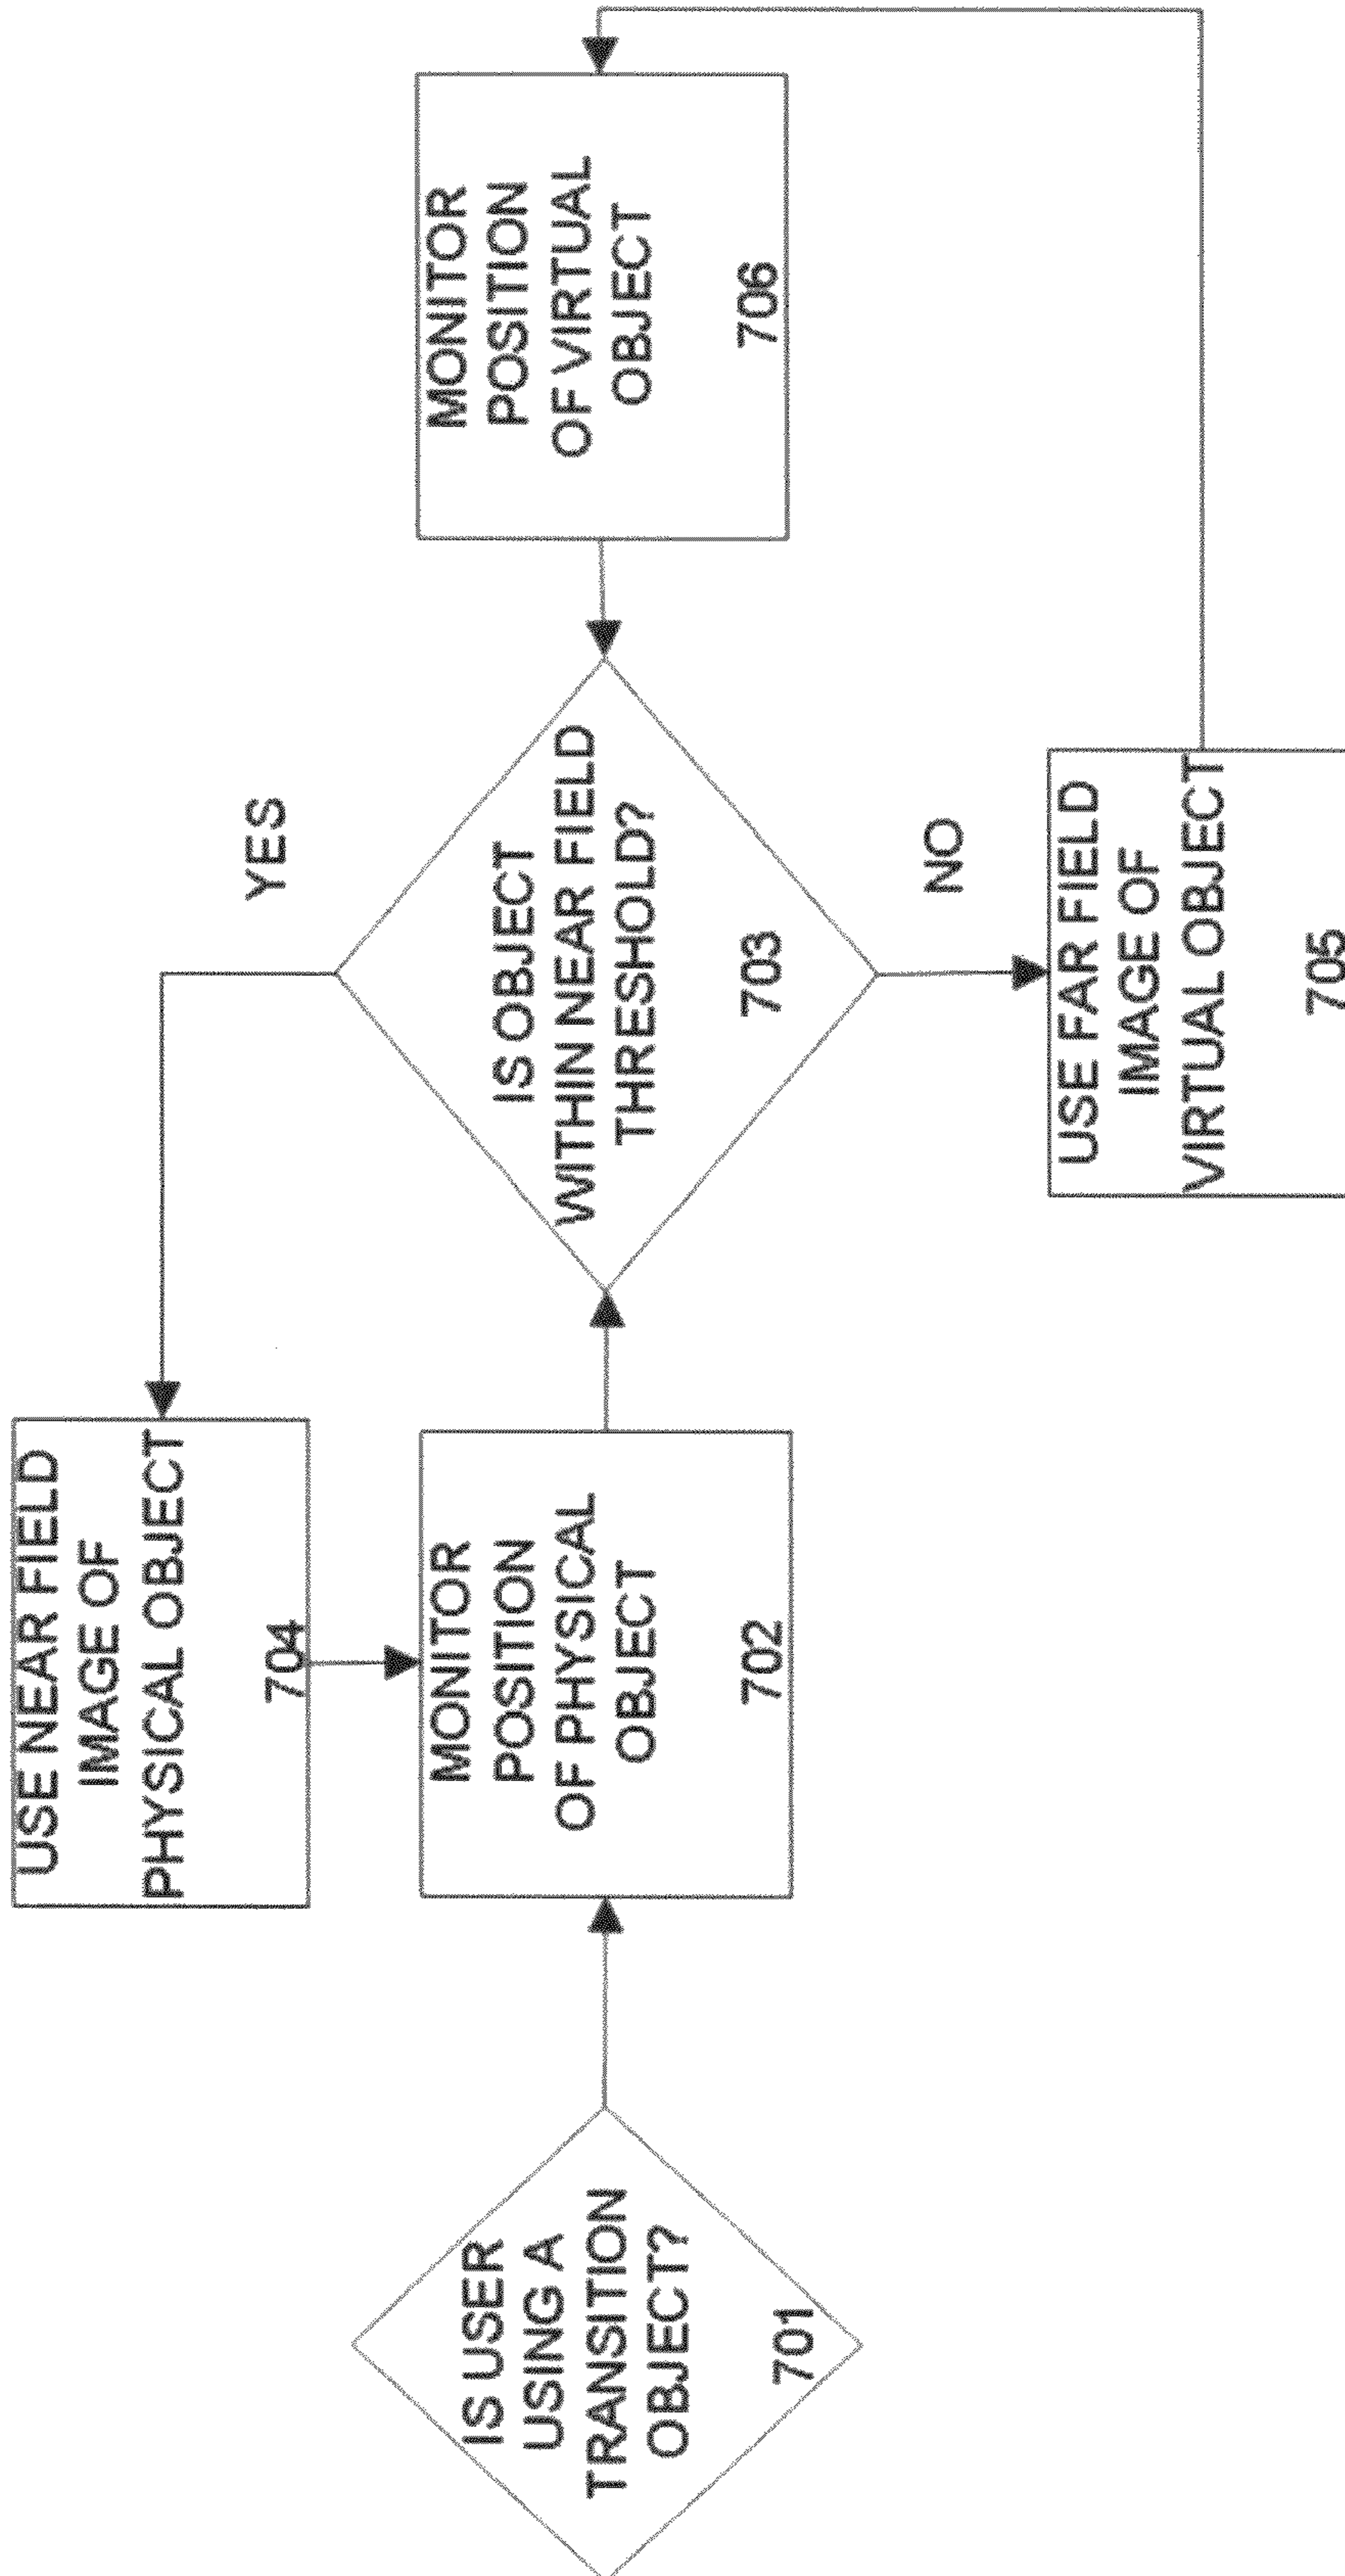 IS USER
USING A
TRANSITION
OBJECT?
701
USE NEAR FIELD
IMAGE OF
PHYSICAL OBJECT
704
MONITOR
POSITION
OF PHYSICAL
OBJECT
702
YES
IS OBJECT
WITHIN NEAR FIELD
THRESHOLD?
703
NO
USE FAR FIELD
IMAGE OF
VIRTUAL OBJECT
705
MONITOR
POSITION
OF VIRTUAL
OBJECT
706